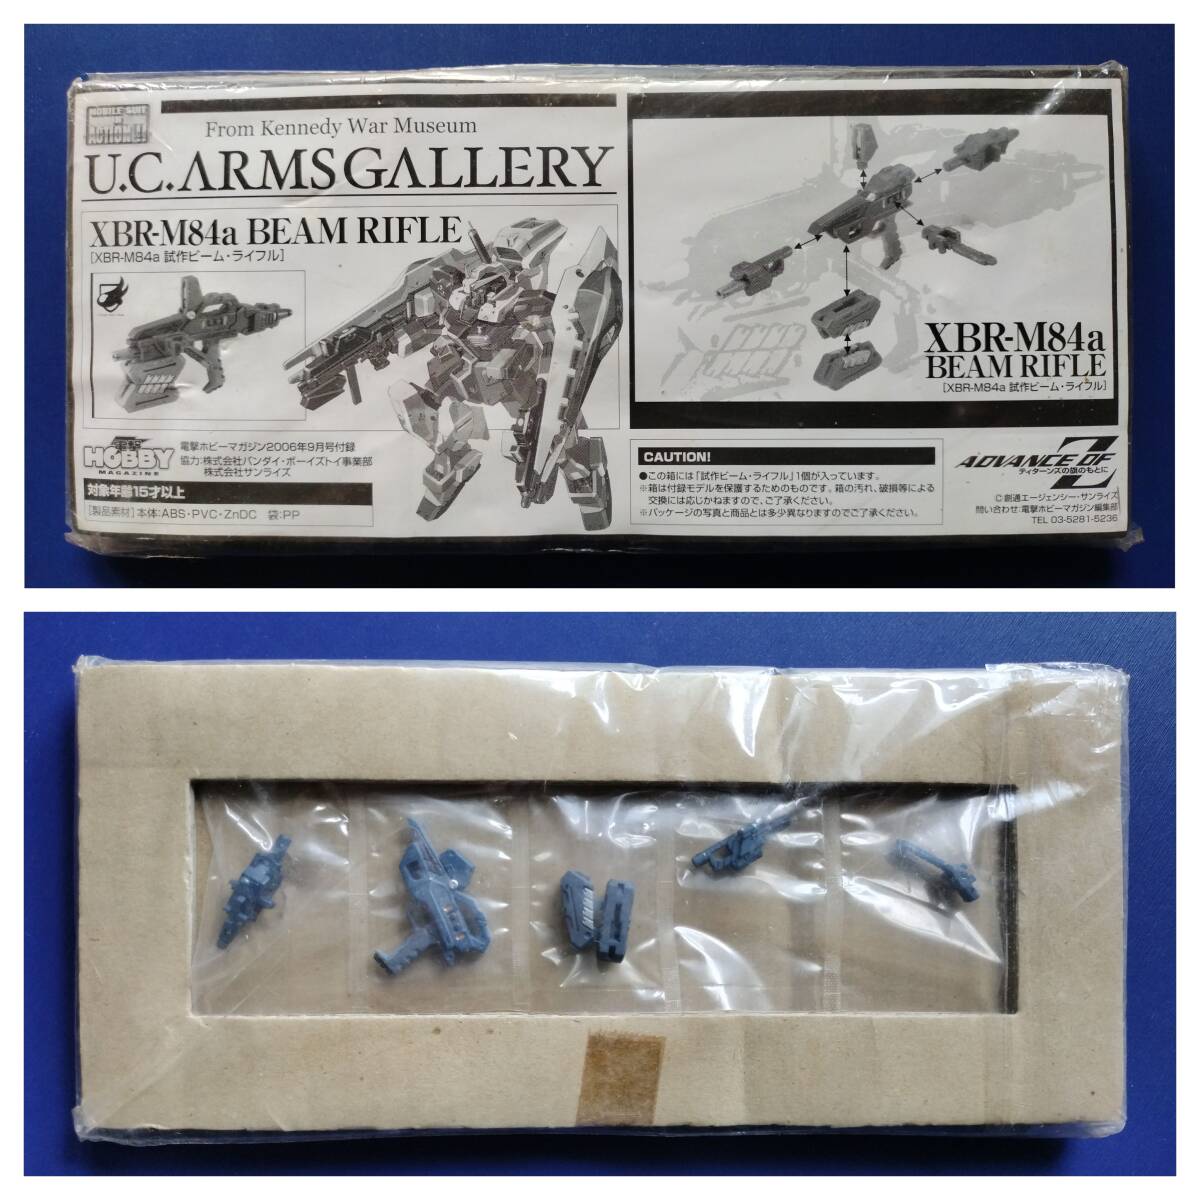 MOBILE SUIT
IN ACTION!!
From Kennedy War Museum
U.C.ARMSGALLERY
XBR-M84a BEAM RIFLE
[XBR-M84a 試作ビーム・ライフル]
HOBBY
MAGAZINE
電撃ホビーマガジン2006年9月号付録
協力:株式会社バンダイ・ボーイズトイ事業部
株式会社サンライズ
対象年齢15才以上
[製品素材] 本体:ABS・PVC・ZnDC 袋:PP
XBR-M84a
BEAM RIFLE
[XBR-M84a 試作ビーム・ライフル]
CAUTION!
●この箱には「試作ビーム・ライフル」1個が入っています。
※箱は付録モデルを保護するためのものです。箱の汚れ、破損等による
交換には応じかねますので、ご了承ください。
※パッケージの写真と商品とは多少異なりますのでご了承ください。
ADVANCE OF Z
ティターンズの旗のもとに
©創通エージェンシー・サンライズ
問い合わせ:電撃ホビーマガジン編集部
TEL 03-5281-5236